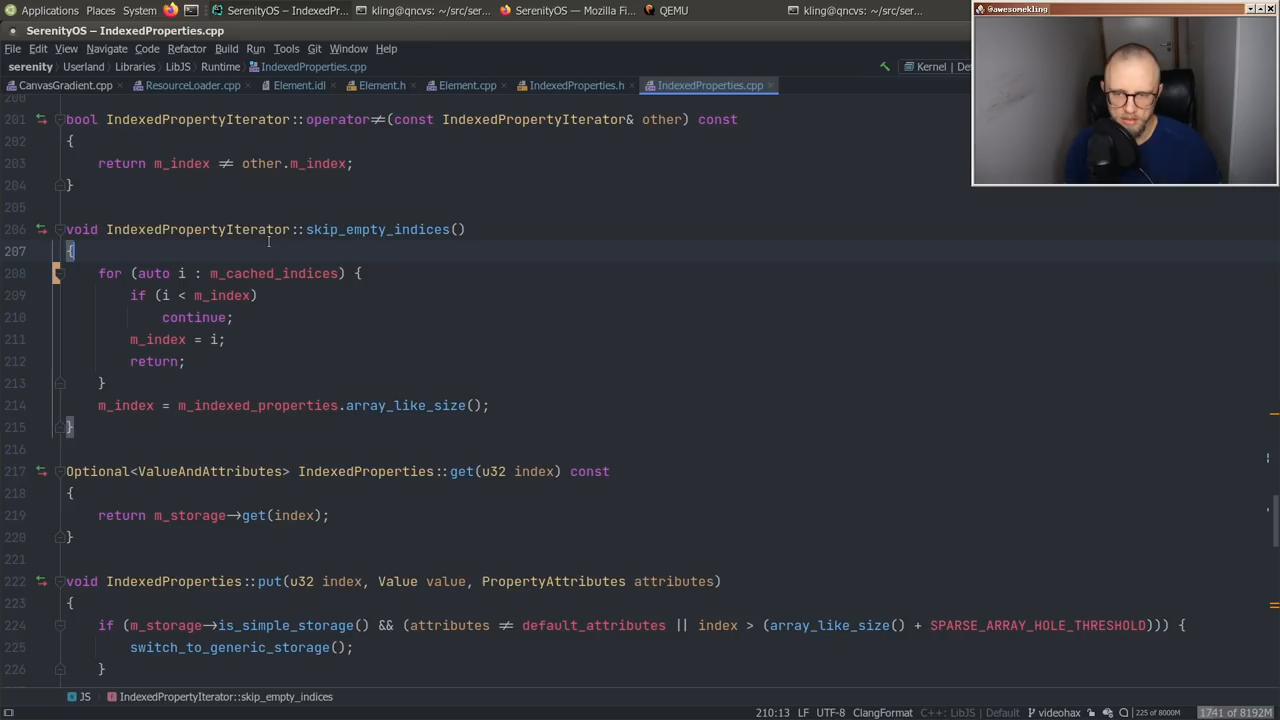 Applications Places System SerenityOS – IndexedPr... kling@qncvs: ~/src/ser... SerenityOS — Mozilla Fi... QEMU kling@qncvs: ~/src/ser... @awesomekling
SerenityOS – IndexedProperties.cpp
File Edit View Navigate Code Refactor Build Run Tools Git Window Help
serenity Userland Libraries LibJS Runtime IndexedProperties.cpp Kernel
CanvasGradient.cpp ResourceLoader.cpp Element.idl Element.h Element.cpp IndexedProperties.h IndexedProperties.cpp
200
201 bool IndexedPropertyIterator::operator≠(const IndexedPropertyIterator& other) const
202 {
203 return m_index ≠ other.m_index;
204 }
205
206 void IndexedPropertyIterator::skip_empty_indices()
207 {
208 for (auto i : m_cached_indices) {
209 if (i < m_index)
210 continue;
211 m_index = i;
212 return;
213 }
214 m_index = m_indexed_properties.array_like_size();
215 }
216
217 Optional<ValueAndAttributes> IndexedProperties::get(u32 index) const
218 {
219 return m_storage→get(index);
220 }
221
222 void IndexedProperties::put(u32 index, Value value, PropertyAttributes attributes)
223 {
224 if (m_storage→is_simple_storage() && (attributes ≠ default_attributes || index > (array_like_size() + SPARSE_ARRAY_HOLE_THRESHOLD))) {
225 switch_to_generic_storage();
226 }
JS IndexedPropertyIterator::skip_empty_indices
210:13 LF UTF-8 ClangFormat C++: LibJS | Default videohax 225 of 8000M 1741 of 8192M